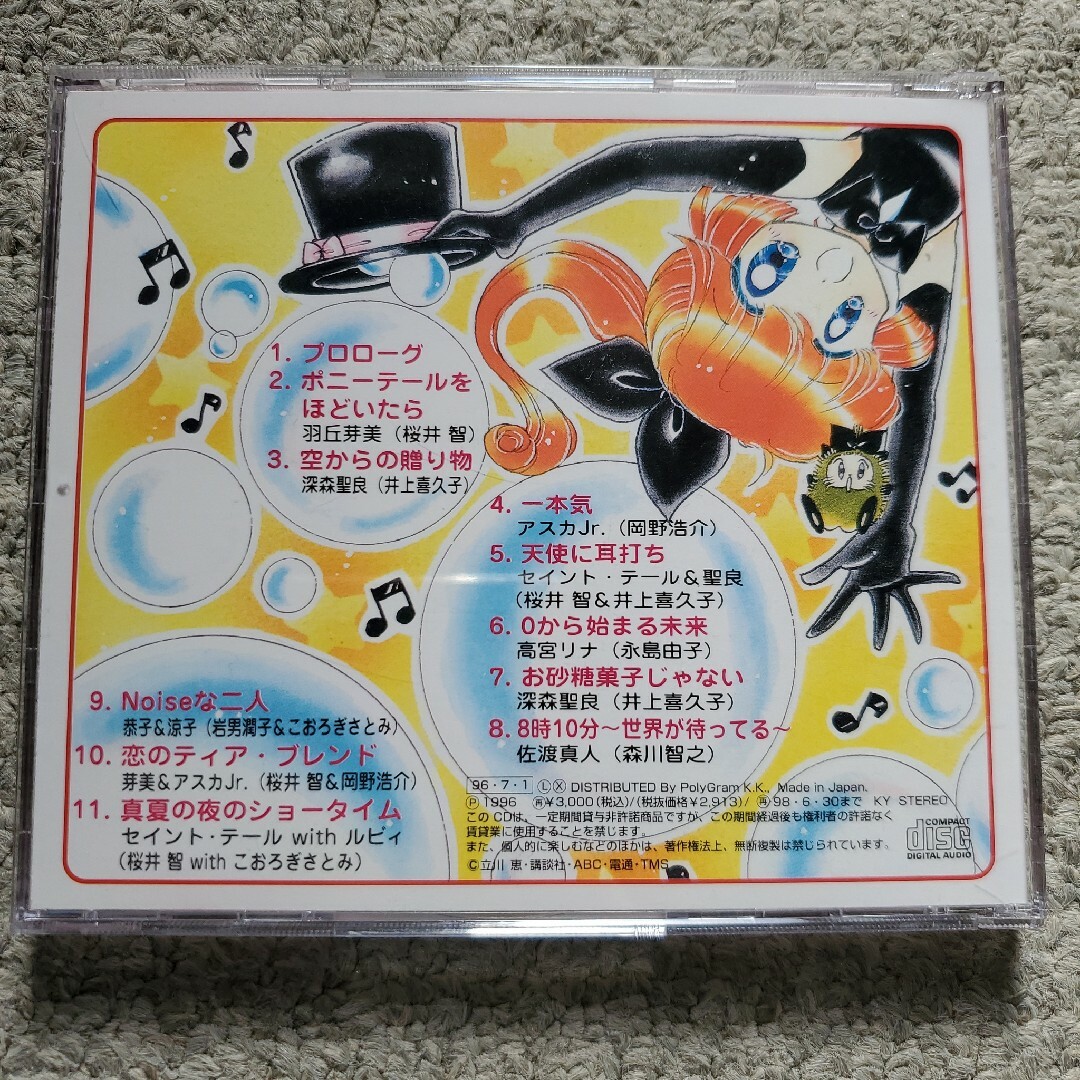 1. プロローグ
2. ポニーテールを
ほどいたら
羽丘芽美(桜井 智)
3. 空からの贈り物
深森聖良(井上喜久子)
4. 一本気
アスカJr.(岡野浩介)
5. 天使に耳打ち
セイント・テール&聖良
(桜井 智&井上喜久子)
6. 0から始まる未来
高宮リナ(永島由子)
7. お砂糖菓子じゃない
深森聖良(井上喜久子)
8. 8時10分〜世界が待ってる〜
佐渡真人(森川智之)
9. Noiseな二人
恭子&涼子(岩男潤子&こおろぎさとみ)
10. 恋のティア・ブレンド
芽美&アスカJr.(桜井 智&岡野浩介)
11. 真夏の夜のショータイム
セイント・テール with ルビィ
(桜井 智 with こおろぎさとみ)
'96・7・1 Ⓛ Ⓧ DISTRIBUTED By PolyGram K.K., Made in Japan.
Ⓟ1996 ㋐¥3,000(税込)/(税抜価格¥2,913)/ '98・6・30まで KY STEREO
このCDは、一定期間貸与非許諾商品ですが、この期間経過後も権利者の許諾なく
賃貸業に使用することを禁じます。
また、個人的に楽しむなどのほかは、著作権法上、無断複製は禁じられています。
©立川 恵・講談社・ABC・電通・TMS
COMPACT
disc
DIGITAL AUDIO